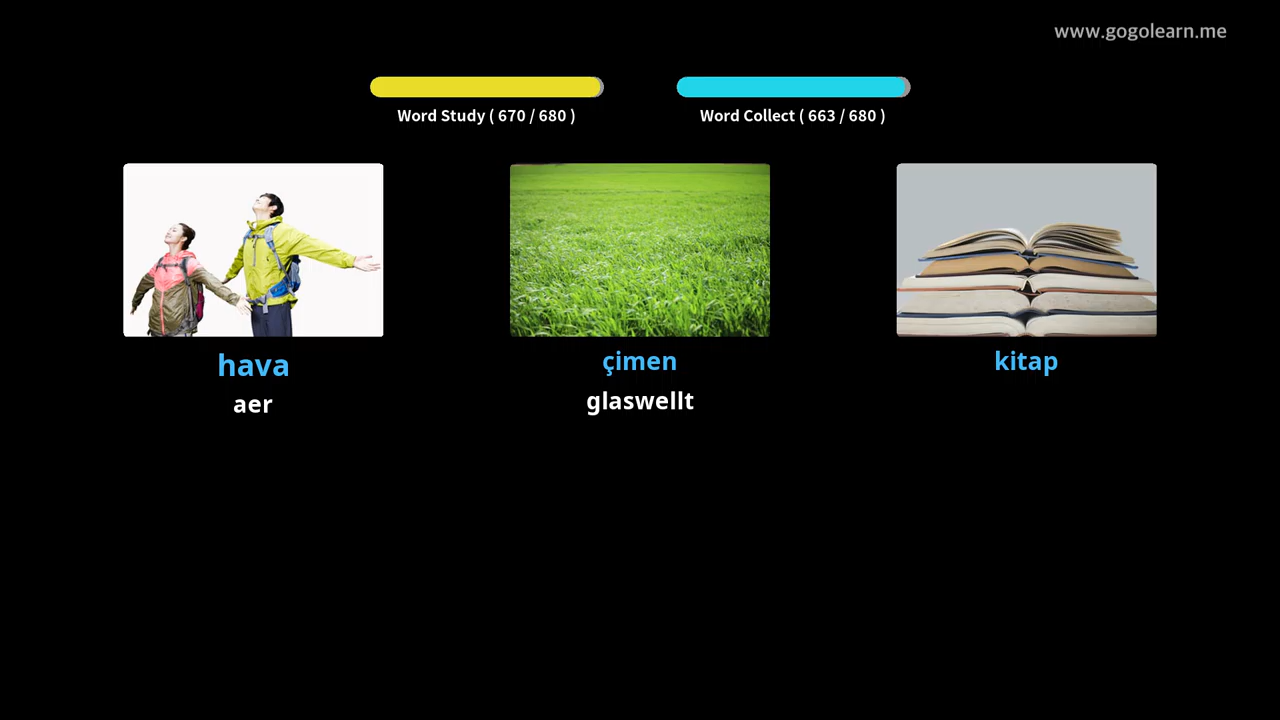 www.gogolearn.me
Word Study ( 670 / 680 )
Word Collect ( 663 / 680 )
hava
aer
çimen
glaswellt
kitap